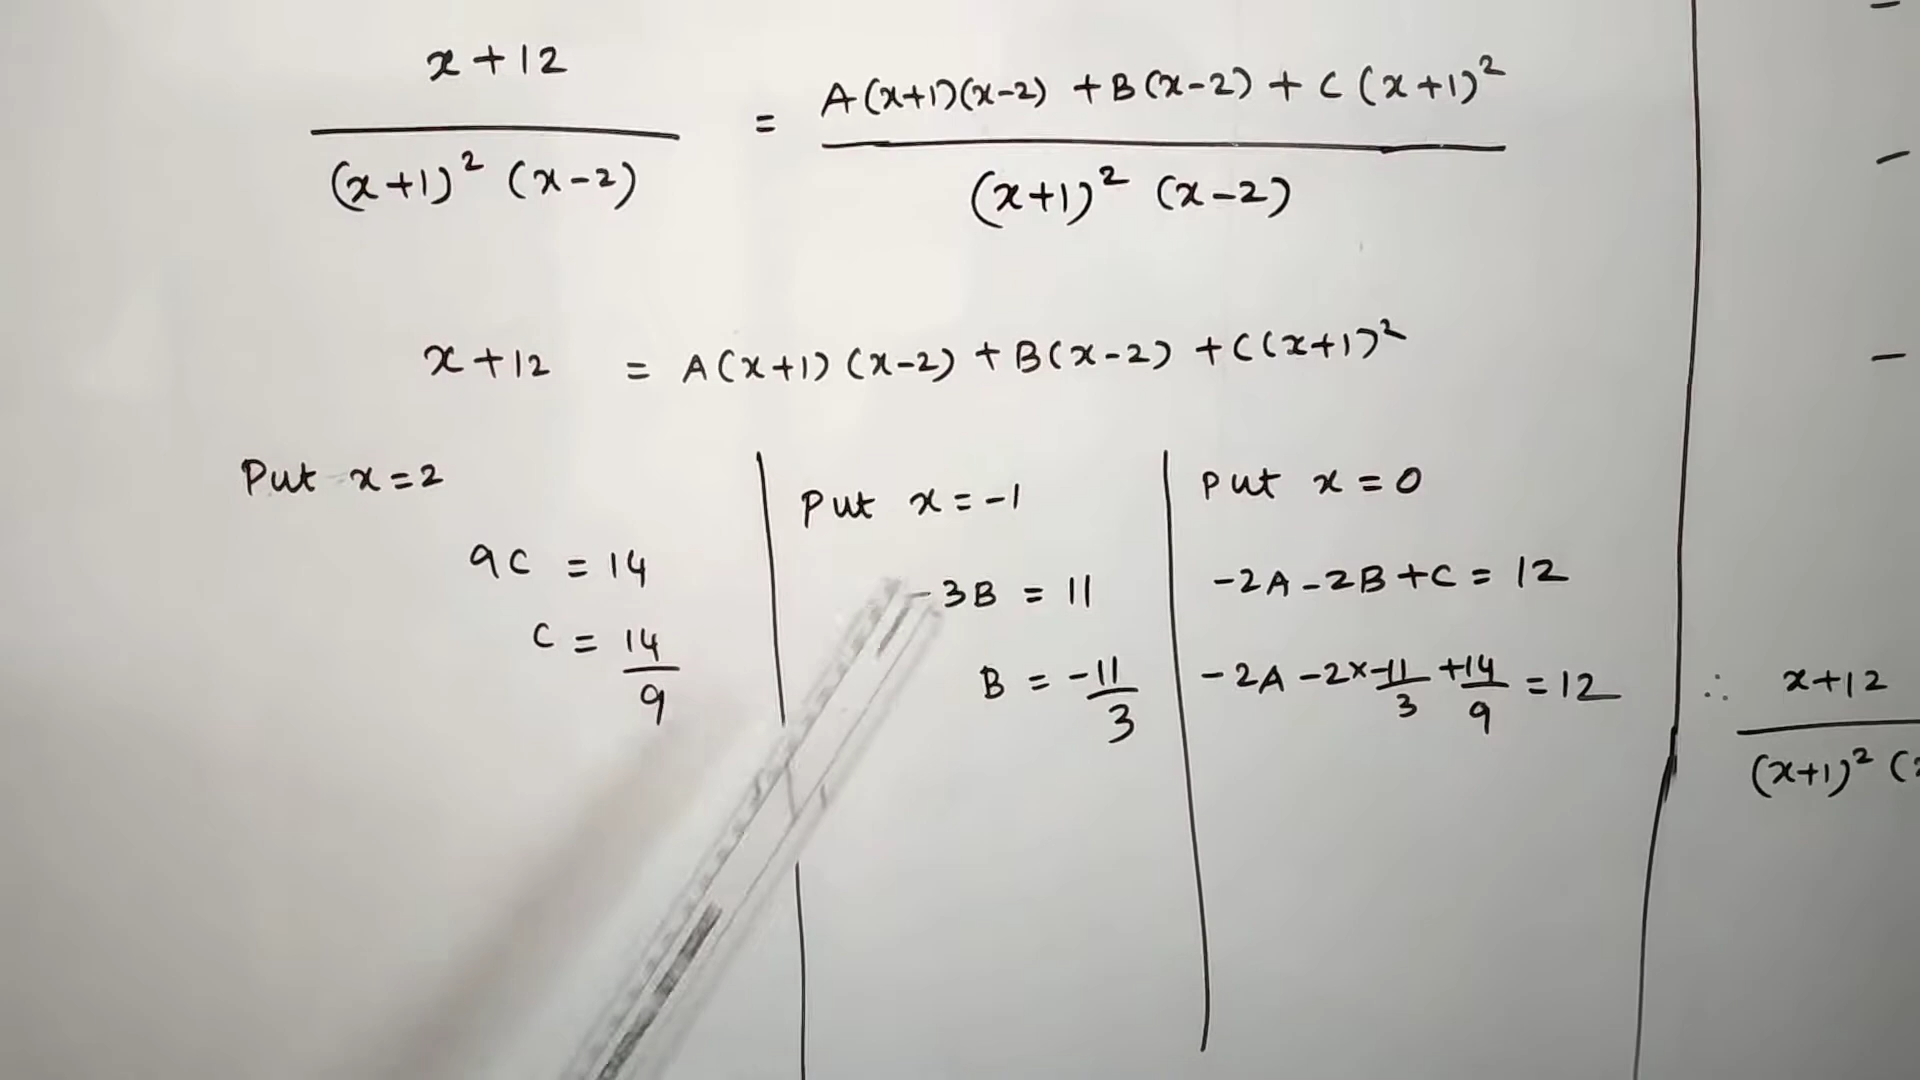 x+12 / (x+1)² (x-2) = A(x+1)(x-2) +B(x-2) + C(x+1)² / (x+1)² (x-2)
x+12 = A(x+1)(x-2) + B(x-2) + C(x+1)²
Put x=2
9C = 14
C = 14/9
Put x=-1
-3B = 11
B = -11/3
Put x=0
-2A-2B+C = 12
-2A-2×-11/3 +14/9 = 12
∴ x+12 / (x+1)² (